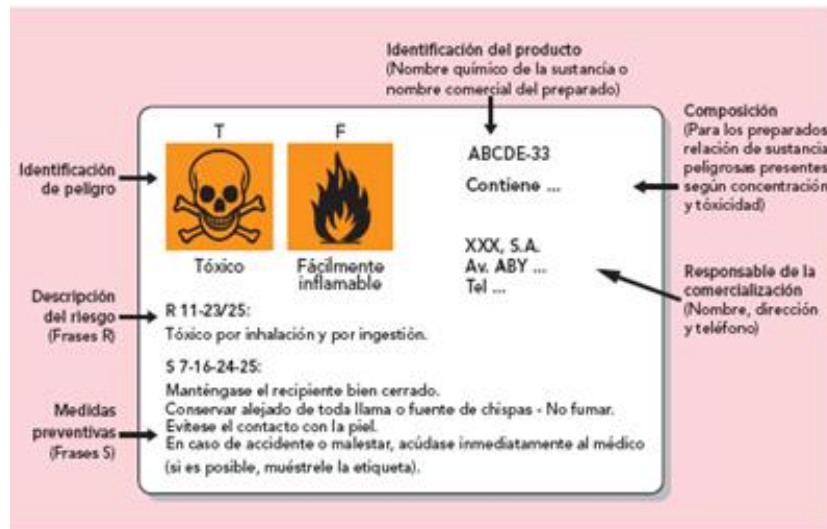 Identificación del producto
(Nombre químico de la sustancia o
nombre comercial del preparado)
Composición
(Para los preparados
relación de sustancia
peligrosas presentes
según concentración
y tóxicidad)
Identificación
de peligro
T
F
ABCDE-33
Contiene ...
Tóxico
Fácilmente
inflamable
XXX, S.A.
Av. ABY ...
Tel ...
Responsable de la
comercialización
(Nombre, dirección
y teléfono)
Descripción
del riesgo
(Frases R)
R 11-23/25:
Tóxico por inhalación y por ingestión.
S 7-16-24-25:
Manténgase el recipiente bien cerrado.
Conservar alejado de toda llama o fuente de chispas - No fumar.
Evítese el contacto con la piel.
En caso de accidente o malestar, acúdase inmediatamente al médico
(si es posible, muéstrele la etiqueta).
Medidas
preventivas
(Frases S)